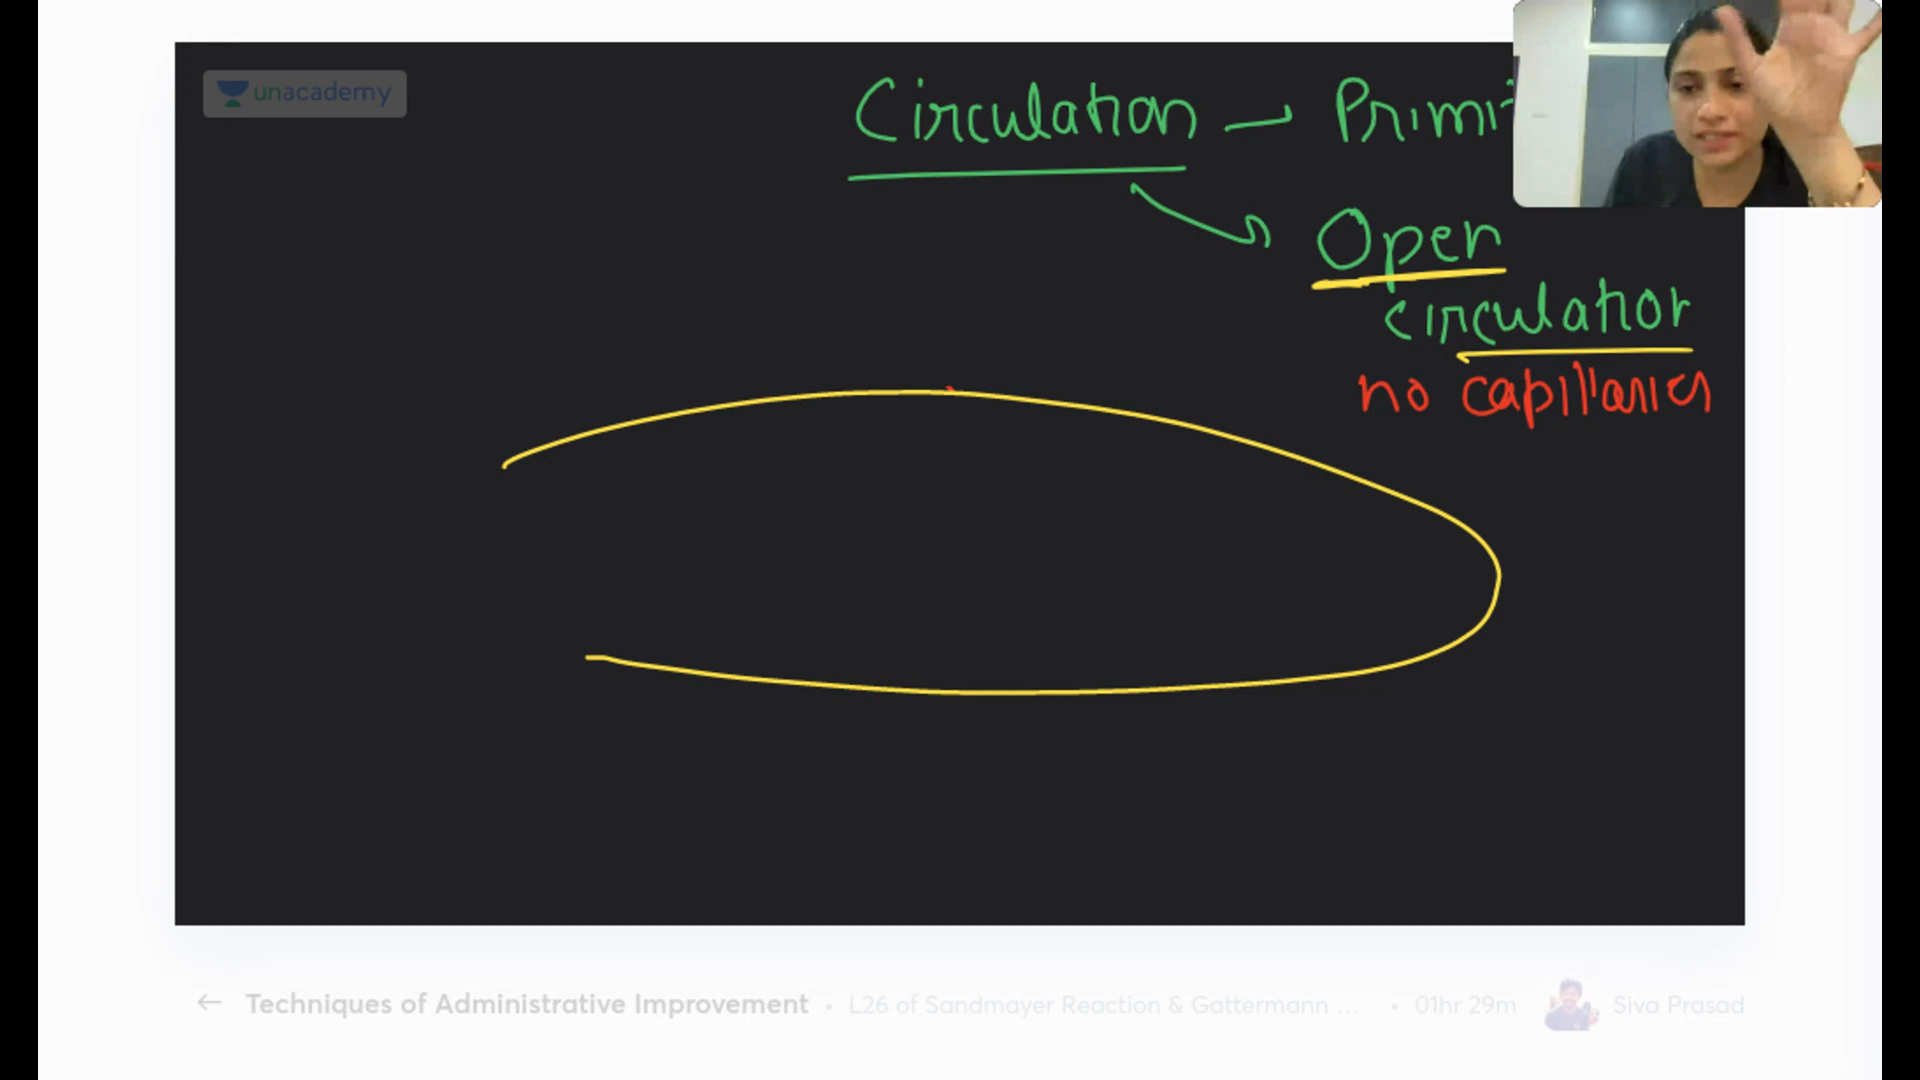 unacademy
Circulation → Primi
Open
circulation
no capillaries
← Techniques of Administrative Improvement • L26 of Sandmayer Reaction & Gattermann ... • 01hr 29m Siva Prasad